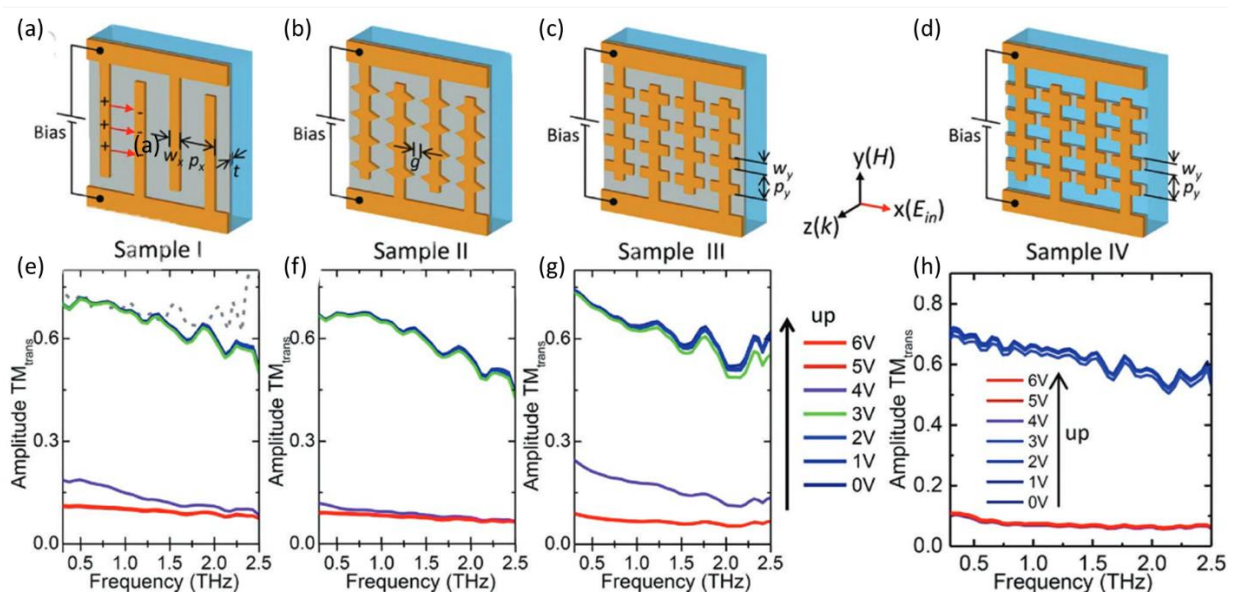 (a)
(b)
(c)
(d)
Bias
+
+
+
-
-
-
(a)
wₓ
pₓ
t
Bias
g
Bias
w_y
p_y
y(H)
x(E_in)
z(k)
Bias
w_y
p_y
Sample I
Sample II
Sample III
Sample IV
(e)
(f)
(g)
(h)
Amplitude TM_trans
0.6
0.3
0.0
0.5 1.0 1.5 2.0 2.5
Frequency (THz)
Amplitude TM_trans
0.6
0.3
0.0
0.5 1.0 1.5 2.0 2.5
Frequency (THz)
Amplitude TM_trans
0.6
0.3
0.0
0.5 1.0 1.5 2.0 2.5
Frequency (THz)
up
6V
5V
4V
3V
2V
1V
0V
Amplitude TM_trans
0.8
0.6
0.4
0.2
0.0
0.5 1.0 1.5 2.0 2.5
Frequency (THz)
6V
5V
4V
3V
2V
1V
0V
up